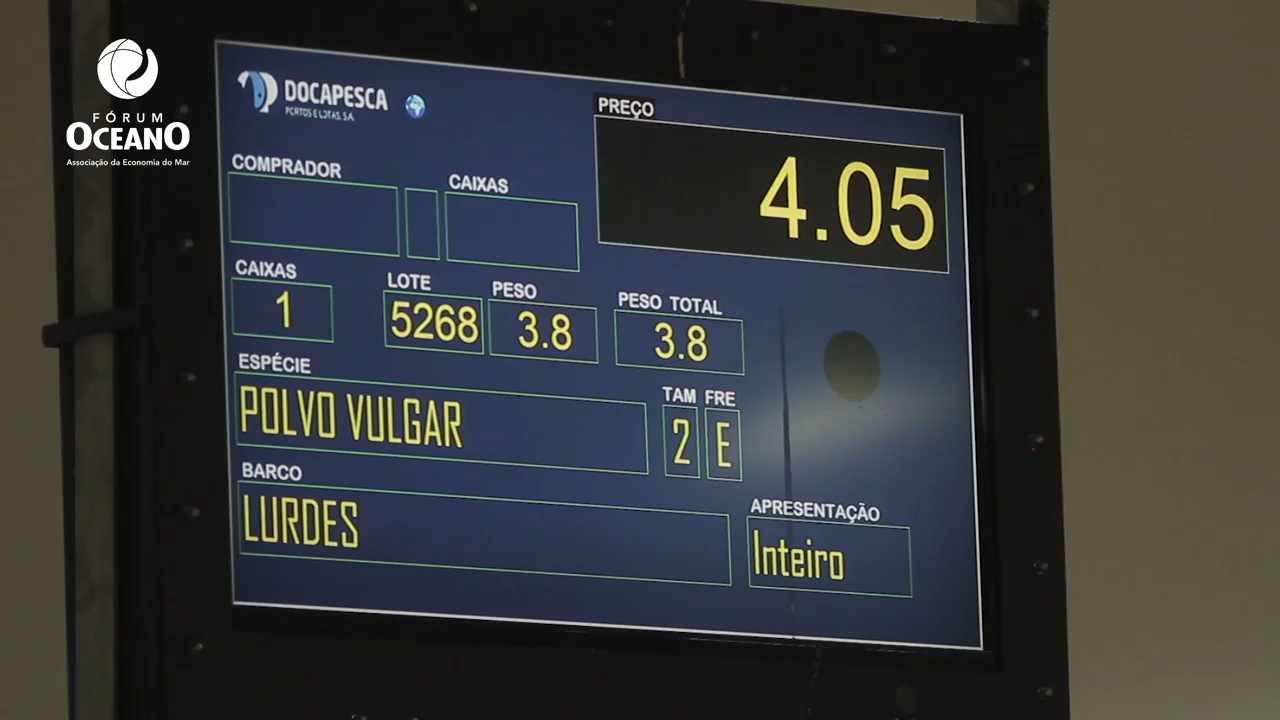 FÓRUM
OCEANO
Associação da Economia do Mar
DOCAPESCA
PORTOS E LOTAS, S.A.
PREÇO
4.05
COMPRADOR
CAIXAS
CAIXAS
LOTE
PESO
PESO TOTAL
1
5268
3.8
3.8
ESPÉCIE
TAM
FRE
POLVO VULGAR
2
E
BARCO
APRESENTAÇÃO
LURDES
Inteiro